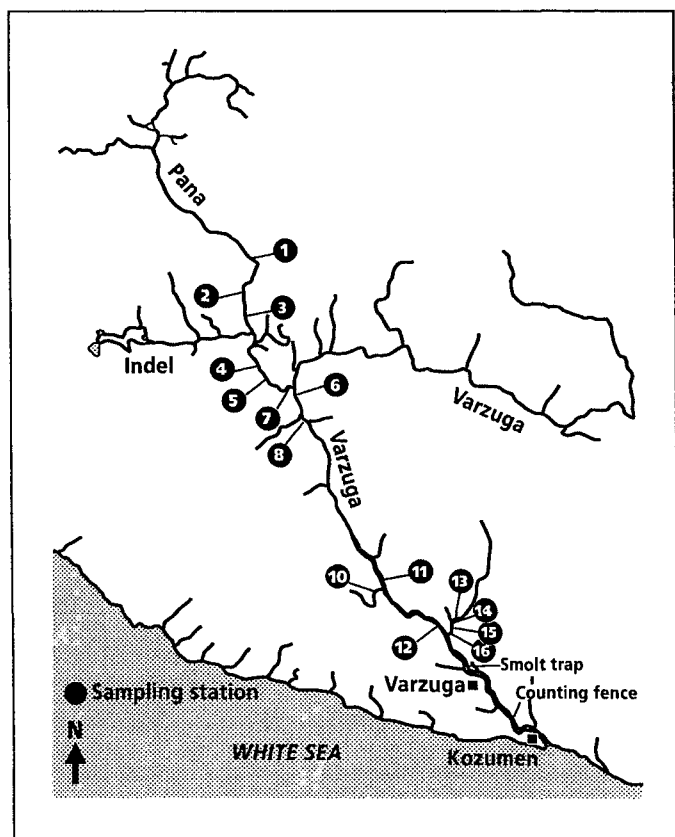 Pana
1
2
3
Indel
4
5
6
7
Varzuga
8
Varzuga
10
11
13
14
15
12
16
Smolt trap
Varzuga
Counting fence
Sampling station
N
WHITE SEA
Kozumen